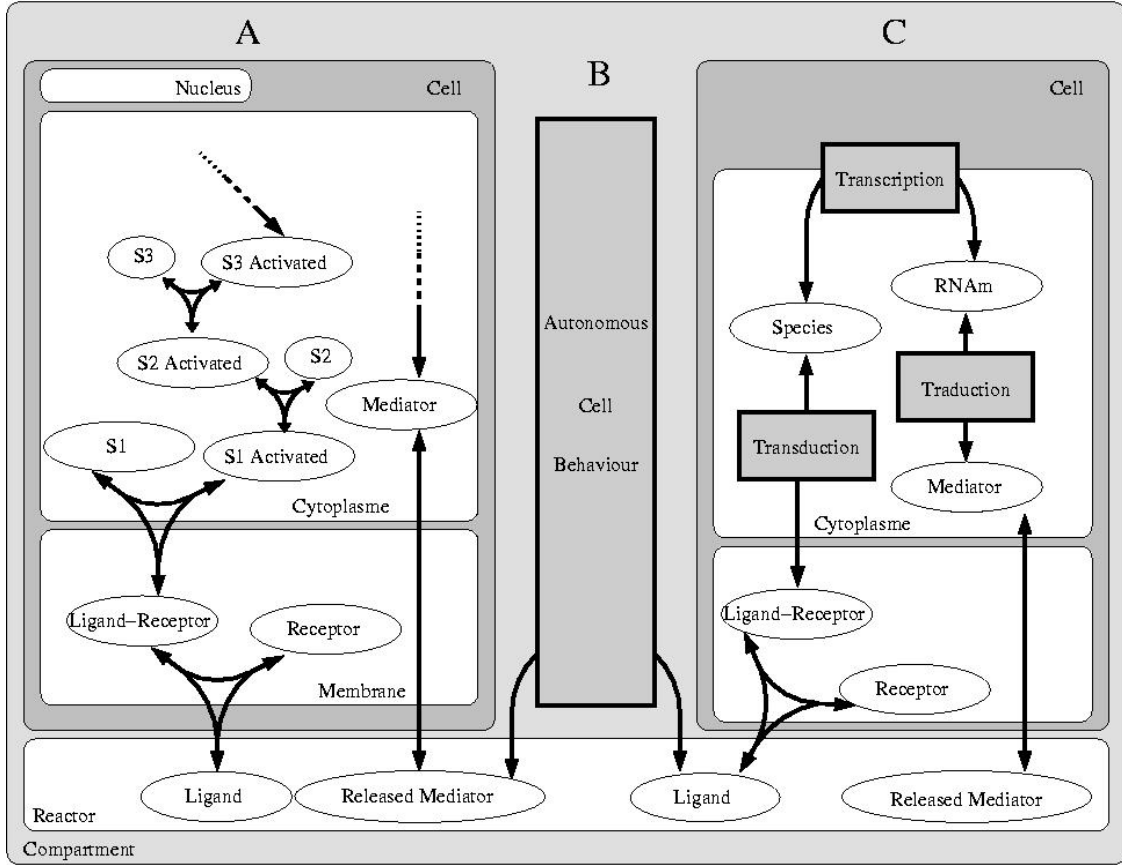 A
B
C
Nucleus
Cell
S3
S3 Activated
S2 Activated
S2
Mediator
S1
S1 Activated
Cytoplasme
Ligand–Receptor
Receptor
Membrane
Autonomous
Cell
Behaviour
Cell
Transcription
RNAm
Species
Traduction
Transduction
Mediator
Cytoplasme
Ligand–Receptor
Receptor
Ligand
Released Mediator
Ligand
Released Mediator
Reactor
Compartment